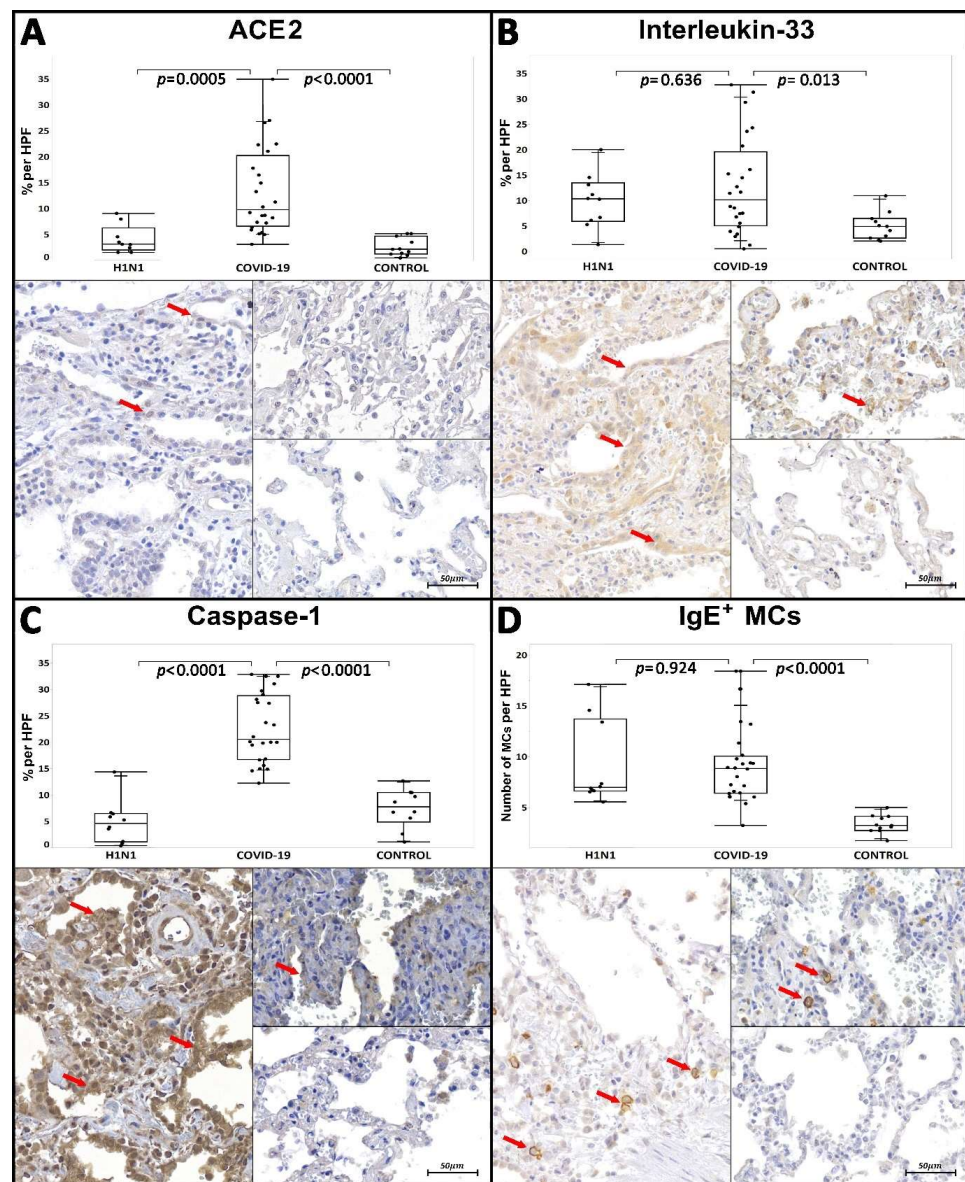 A
ACE2
p=0.0005
p<0.0001
% per HPF
35
30
25
20
15
10
5
0
H1N1
COVID-19
CONTROL
50µm
B
Interleukin-33
p= 0.636
p= 0.013
% per HPF
35
30
25
20
15
10
5
0
H1N1
COVID-19
CONTROL
50µm
C
Caspase-1
p<0.0001
p<0.0001
% per HPF
35
30
25
20
15
10
5
0
H1N1
COVID-19
CONTROL
50µm
D
IgE⁺ MCs
p=0.924
p<0.0001
Number of MCs per HPF
20
15
10
5
H1N1
COVID-19
CONTROL
50µm